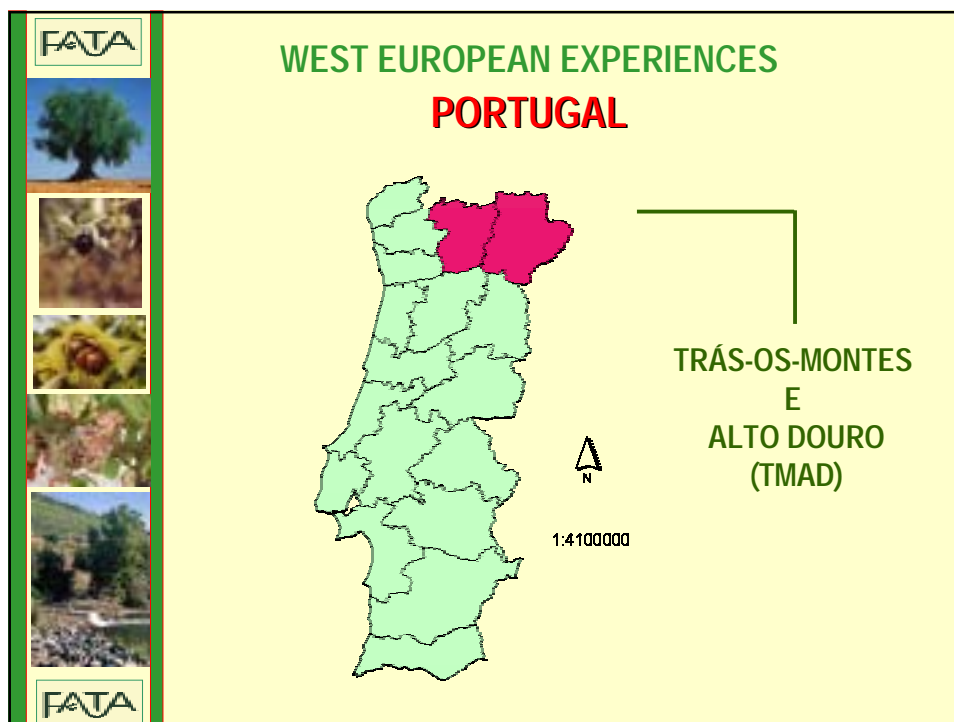 FATA
WEST EUROPEAN EXPERIENCES
PORTUGAL
TRÁS-OS-MONTES
E
ALTO DOURO
(TMAD)
N
1:4100000
FATA